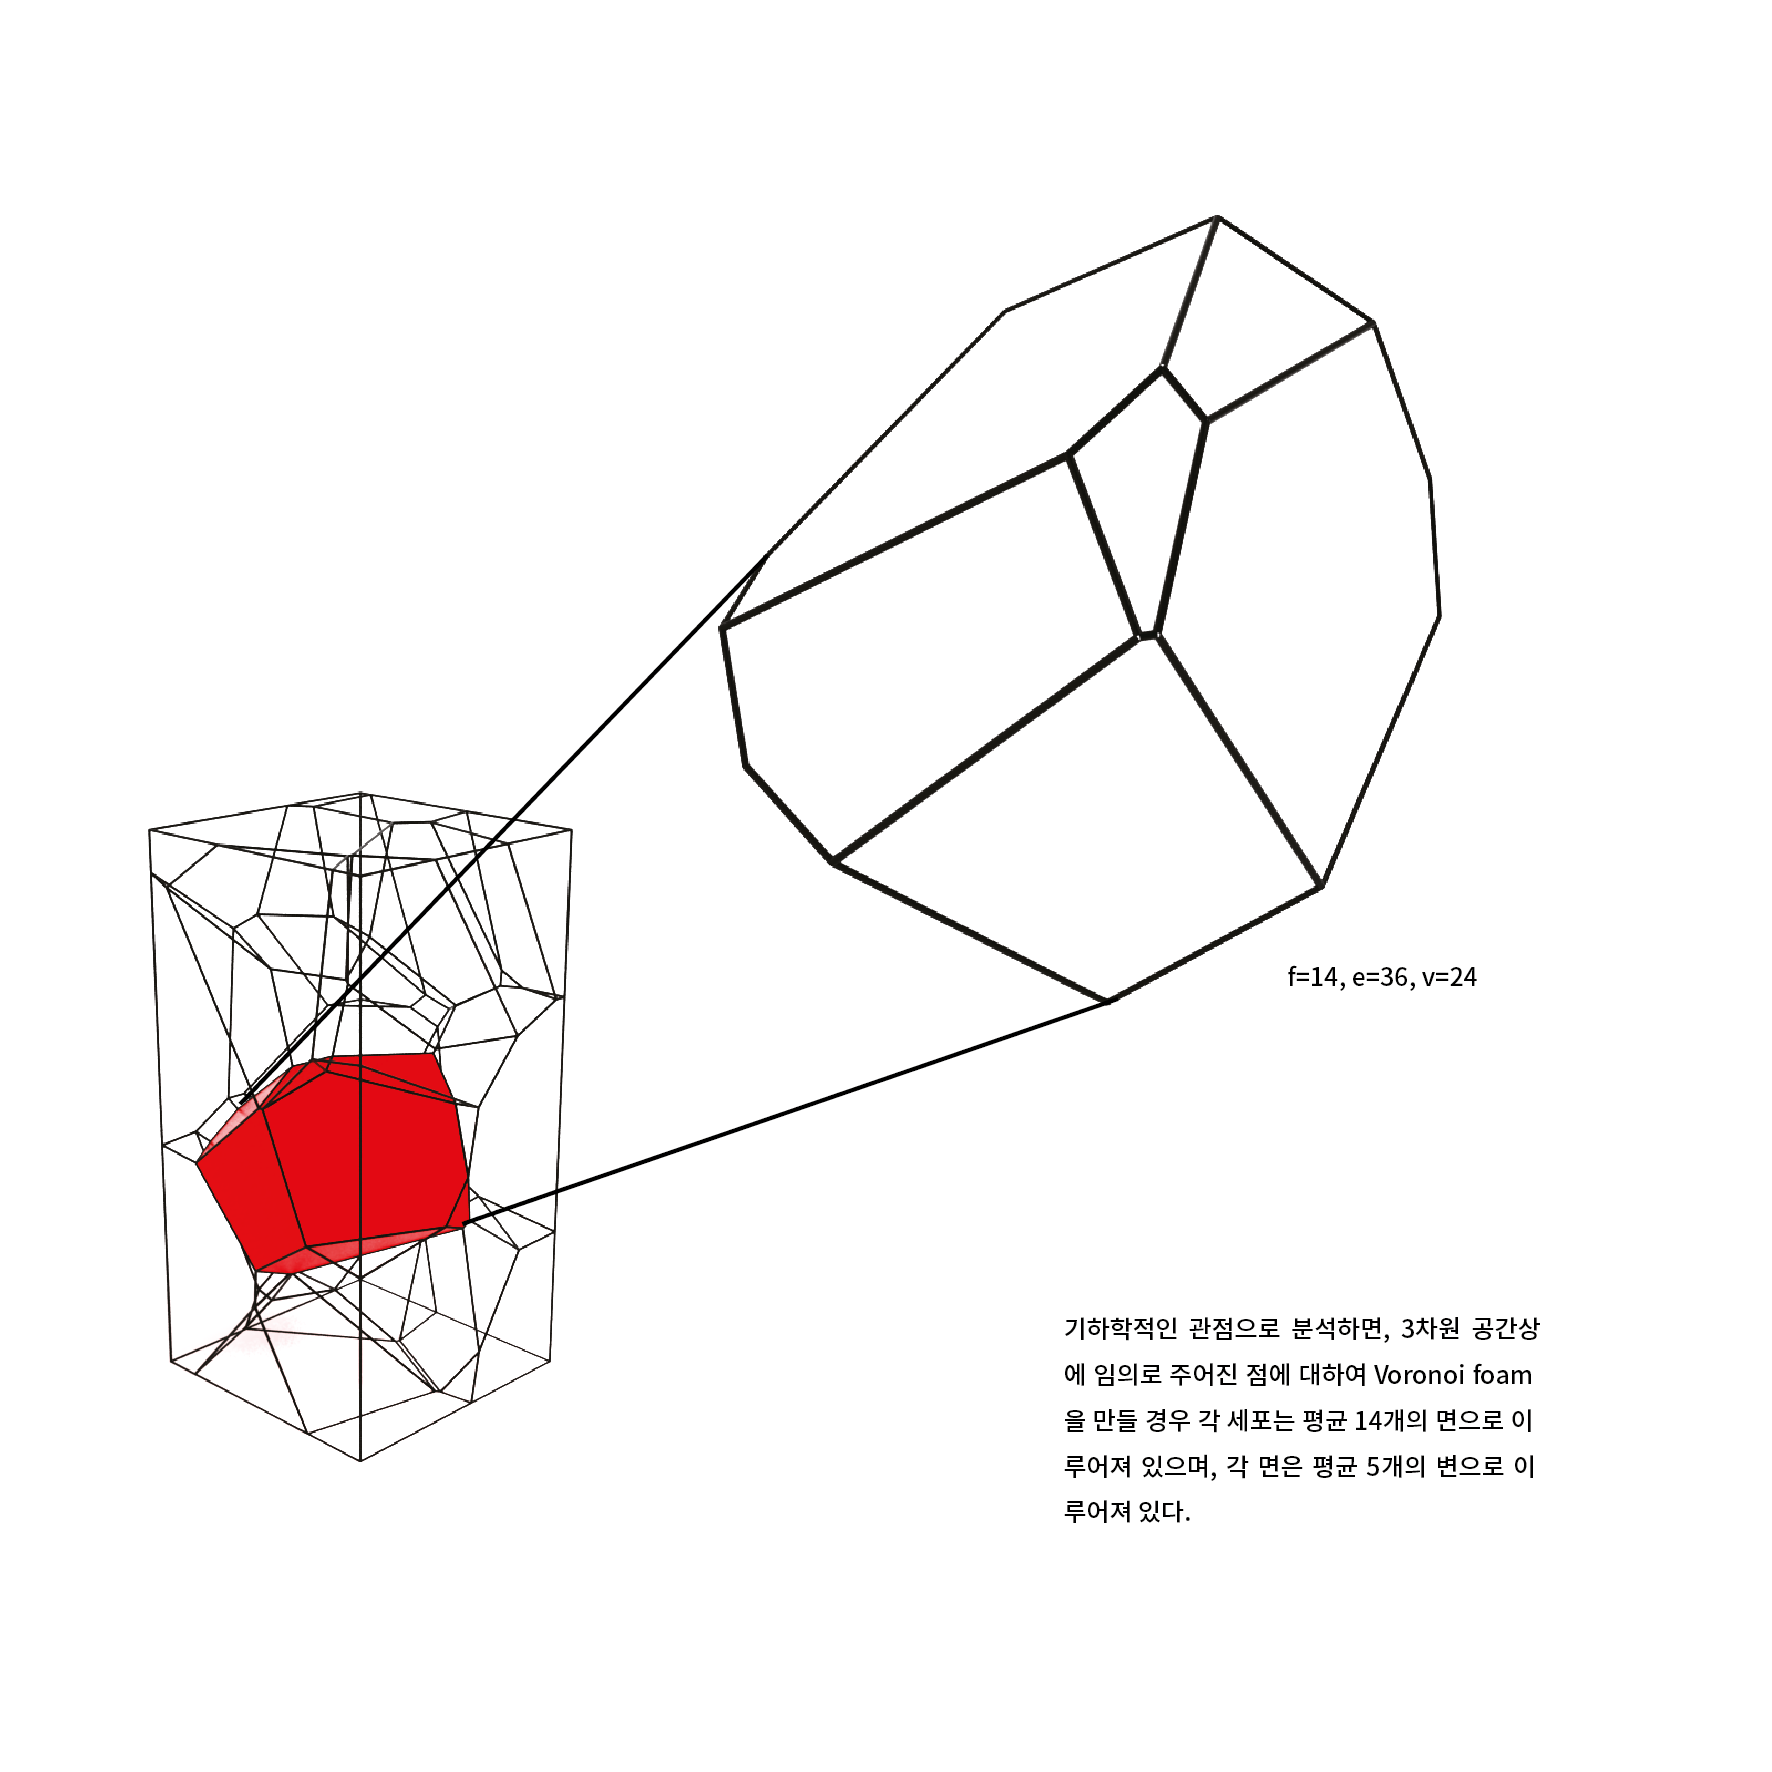 f=14, e=36, v=24
기하학적인 관점으로 분석하면, 3차원 공간상
에 임의로 주어진 점에 대하여 Voronoi foam
을 만들 경우 각 세포는 평균 14개의 면으로 이
루어져 있으며, 각 면은 평균 5개의 변으로 이
루어져 있다.